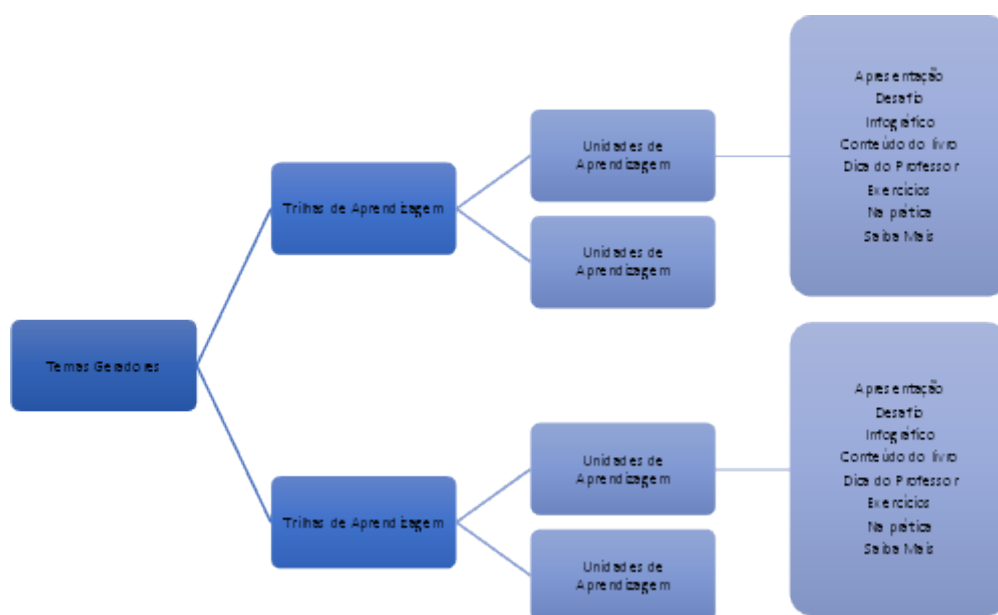 Temas Geradores
Trilhas de Aprendizagem
Unidades de
Aprendizagem
Apresentação
Desafio
Infográfico
Conteúdo do livro
Dica do Professor
Exercícios
Na prática
Saiba Mais
Unidades de
Aprendizagem
Trilhas de Aprendizagem
Unidades de
Aprendizagem
Apresentação
Desafio
Infográfico
Conteúdo do livro
Dica do Professor
Exercícios
Na prática
Saiba Mais
Unidades de
Aprendizagem